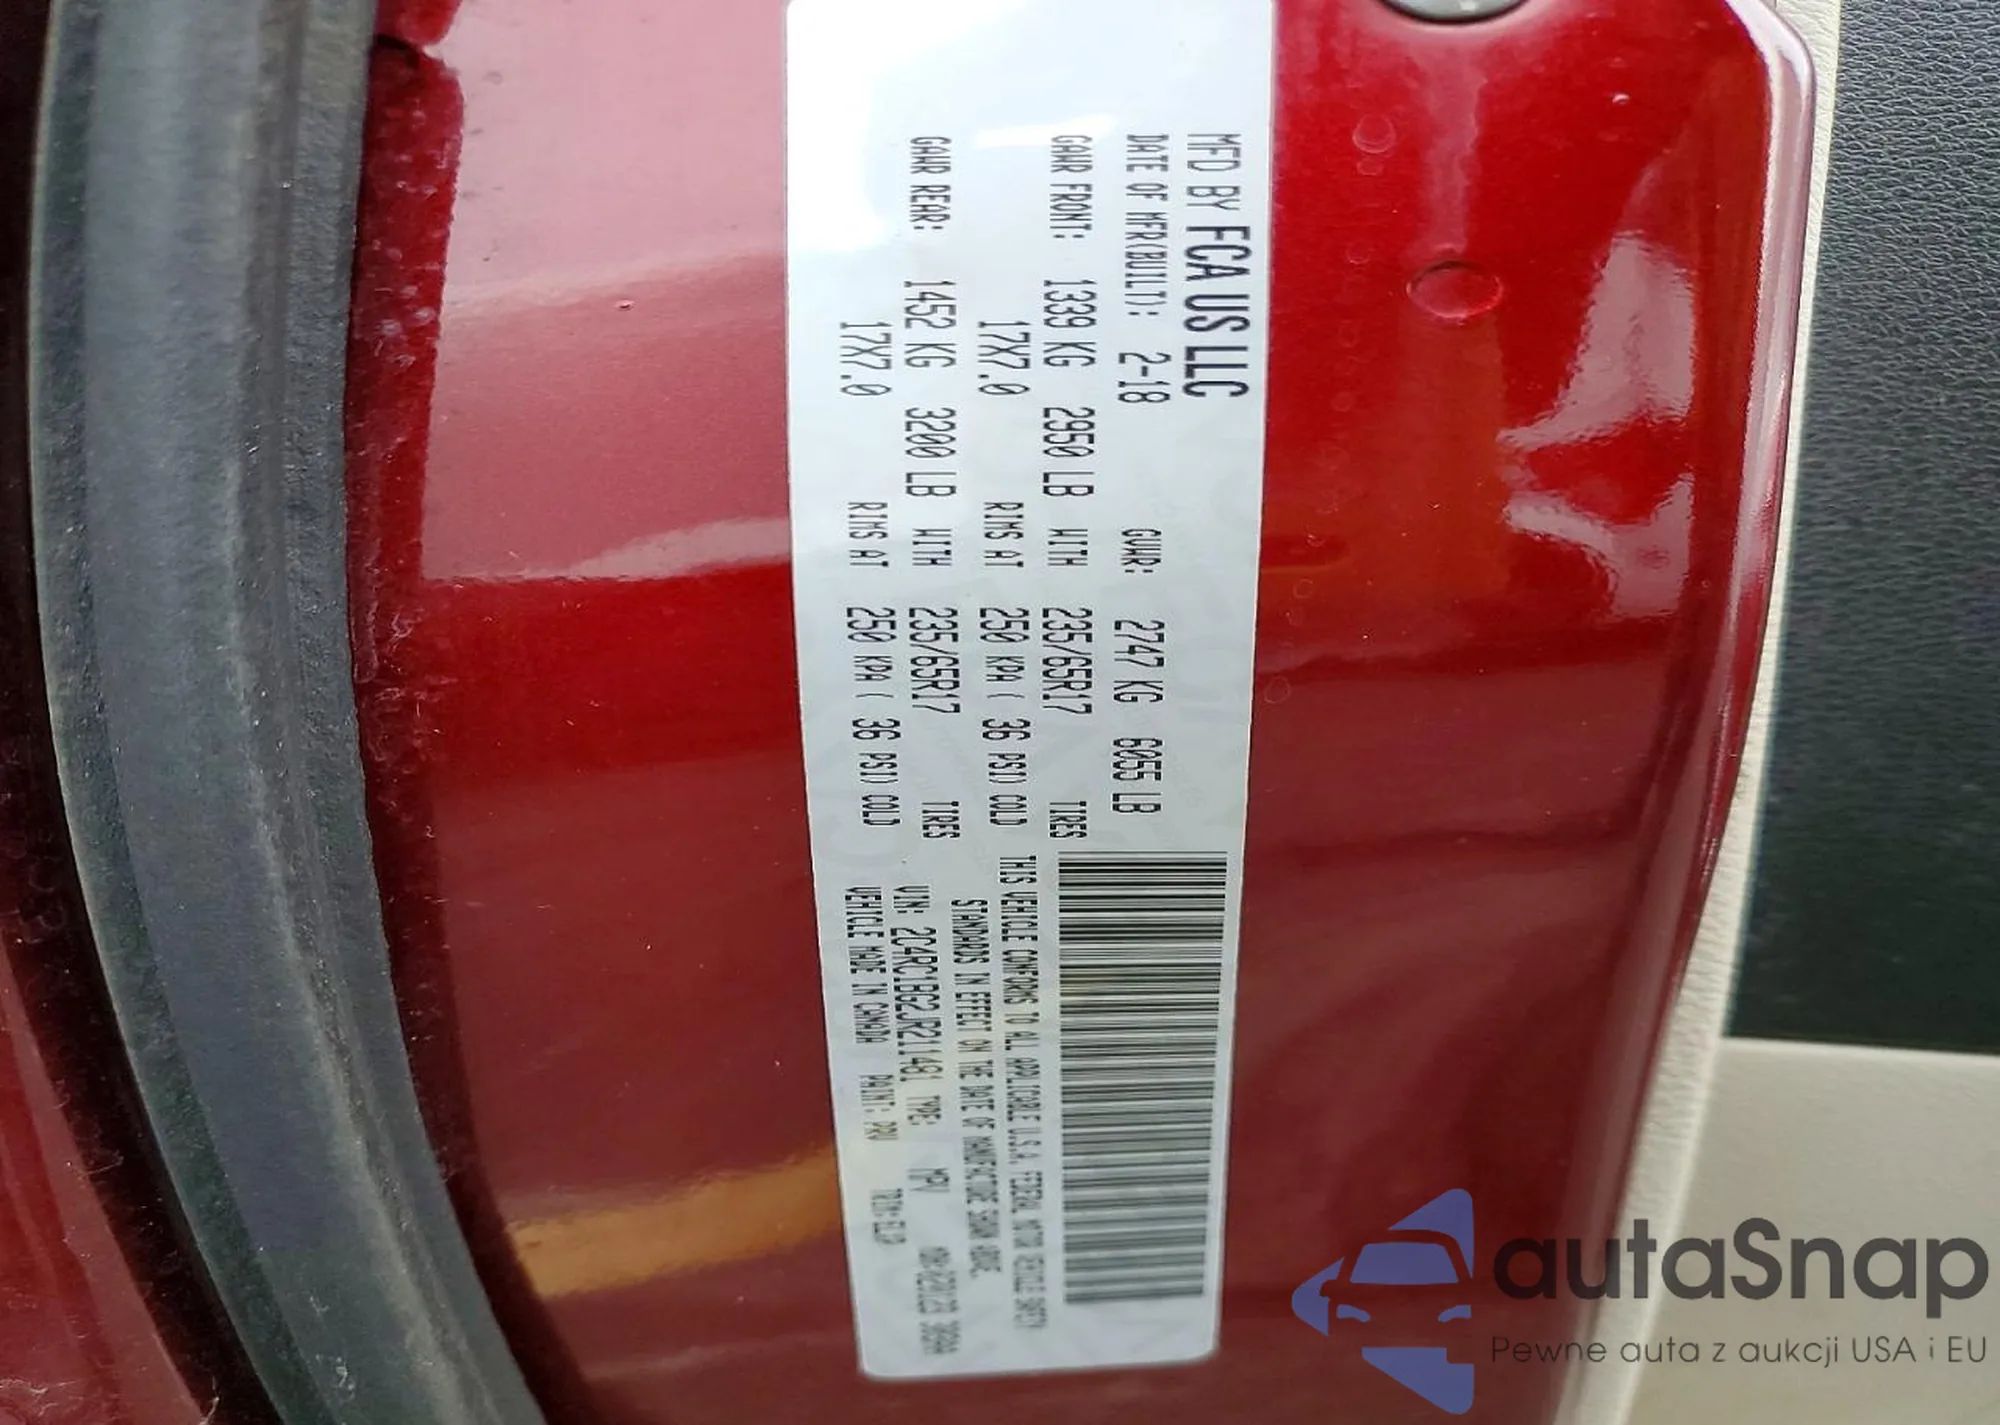 MFD BY FCA US LLC
DATE OF MFR(BUILT): 2-18 GVWR: 2747 KG 6055 LB
GAWR FRONT: 1339 KG 2950 LB WITH 235/65R17 TIRES
17X7.0 RIMS AT 250 KPA ( 36 PSI) COLD
GAWR REAR: 1452 KG 3200 LB WITH 235/65R17 TIRES
17X7.0 RIMS AT 250 KPA ( 36 PSI) COLD
THIS VEHICLE CONFORMS TO ALL APPLICABLE U.S.A. FEDERAL MOTOR VEHICLE SAFETY
STANDARDS IN EFFECT ON THE DATE OF MANUFACTURE SHOWN ABOVE.
VIN: 2C4RC1BG2JR211481 TYPE: MPV
VEHICLE MADE IN CANADA PAINT: PRV
autaSnap
Pewne auta z aukcji USA i EU